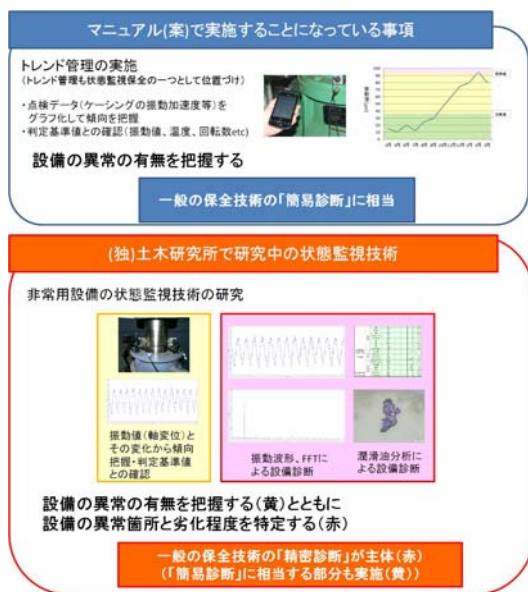 マニュアル(案)で実施することになっている事項
トレンド管理の実施
(トレンド管理も状態監視保全の一つとして位置づけ)
・点検データ(ケーシングの振動加速度等)を
グラフ化して傾向を把握
・判定基準値との確認(振動値、温度、回転数etc)
設備の異常の有無を把握する
一般の保全技術の「簡易診断」に相当
(独)土木研究所で研究中の状態監視技術
非常用設備の状態監視技術の研究
振動値(軸変位)と
その変化から傾向
把握・判定基準値
との確認
振動波形、FFTに
よる設備診断
潤滑油分析に
よる設備診断
設備の異常の有無を把握する(黄)とともに
設備の異常箇所と劣化程度を特定する(赤)
一般の保全技術の「精密診断」が主体(赤)
(「簡易診断」に相当する部分も実施(黄))